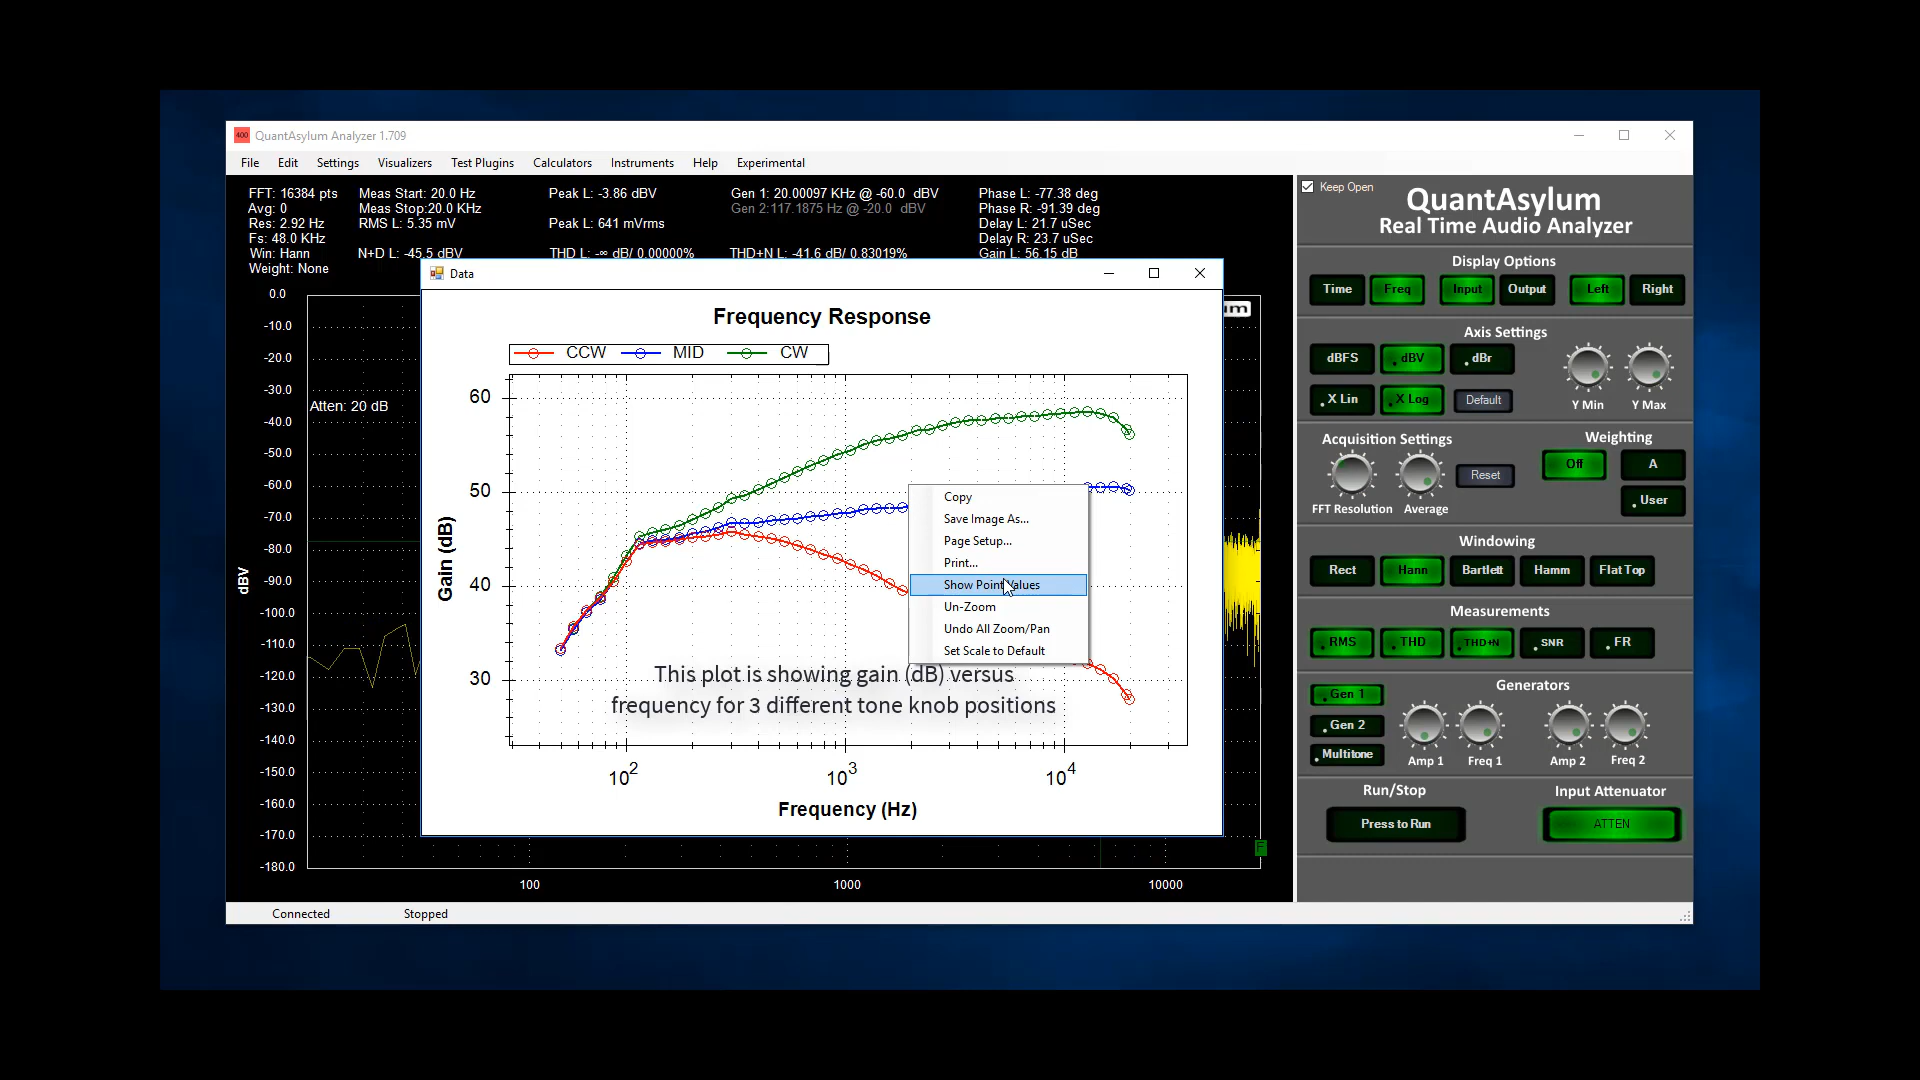 QuantAsylum Analyzer 1.709
File Edit Settings Visualizers Test Plugins Calculators Instruments Help Experimental
FFT: 16384 pts Meas Start: 20.0 Hz Peak L: -3.86 dBV Gen 1: 20.00097 KHz @ -60.0 dBV Phase L: -77.38 deg
Avg: 0 Meas Stop:20.0 KHz Gen 2:117.1875 Hz @ -20.0 dBV Phase R: -91.39 deg
Res: 2.92 Hz RMS L: 5.35 mV Peak L: 641 mVrms Delay L: 21.7 uSec
Fs: 48.0 KHz Delay R: 23.7 uSec
Win: Hann N+D L: -45.5 dBV THD L: -∞ dB/ 0.00000% THD+N L: -41.6 dB/ 0.83019% Gain L: 56.15 dB
Weight: None
0.0
-10.0
-20.0
-30.0
Atten: 20 dB
-40.0
-50.0
-60.0
-70.0
-80.0
dBV
-90.0
-100.0
-110.0
-120.0
-130.0
-140.0
-150.0
-160.0
-170.0
-180.0
100 1000 10000
F
Connected Stopped
Data
Frequency Response
CCW MID CW
60
50
40
30
Gain (dB)
10^2 10^3 10^4
Frequency (Hz)
Copy
Save Image As...
Page Setup...
Print...
Show Point Values
Un-Zoom
Undo All Zoom/Pan
Set Scale to Default
This plot is showing gain (dB) versus
frequency for 3 different tone knob positions
Keep Open
QuantAsylum
Real Time Audio Analyzer
Display Options
Time Freq Input Output Left Right
Axis Settings
dBFS dBV dBr
X Lin X Log Default
Y Min Y Max
Acquisition Settings
FFT Resolution Average
Reset
Weighting
Off A
User
Windowing
Rect Hann Bartlett Hamm Flat Top
Measurements
RMS THD THD+N SNR FR
Generators
Gen 1
Gen 2
Multitone
Amp 1 Freq 1 Amp 2 Freq 2
Run/Stop Input Attenuator
Press to Run ATTEN